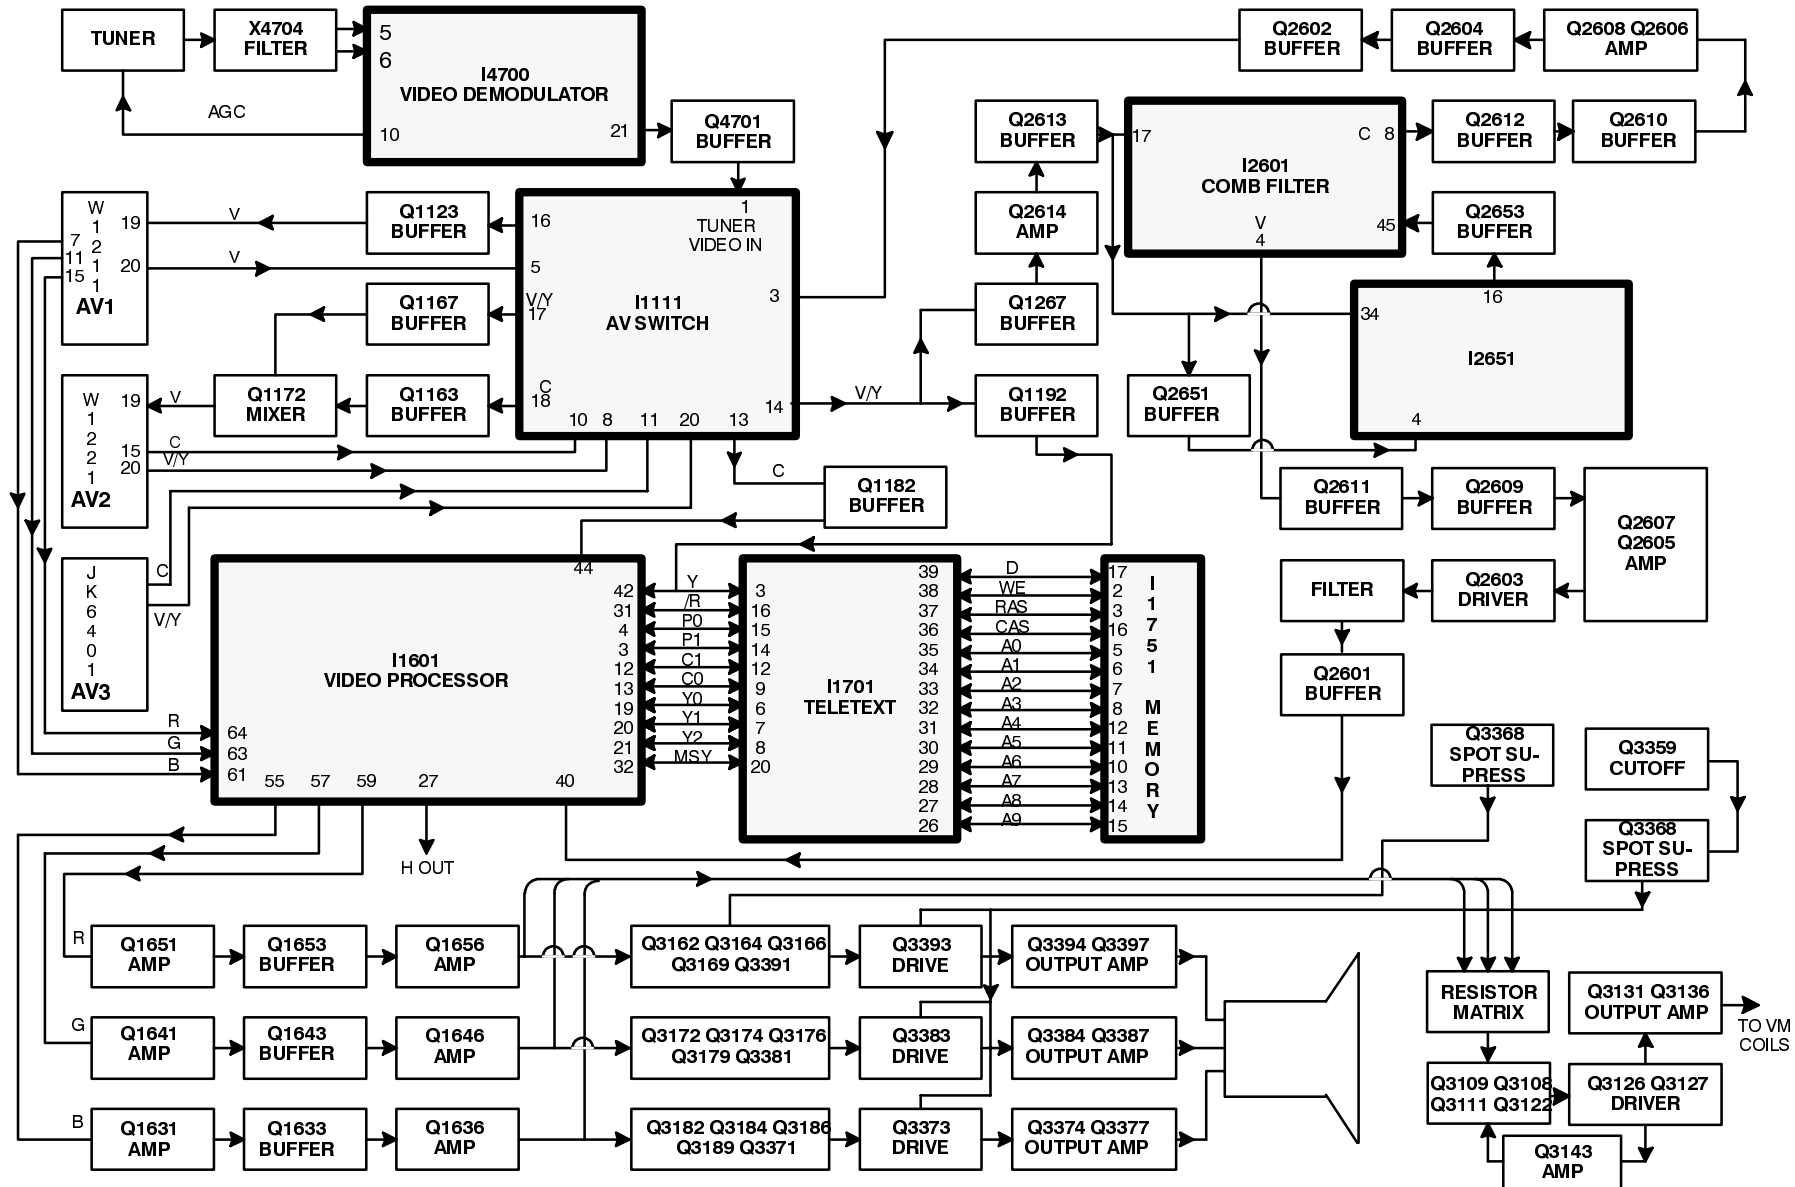 TUNER
X4704
FILTER
5
6
I4700
VIDEO DEMODULATOR
10
21
AGC
Q4701
BUFFER
Q2602
BUFFER
Q2604
BUFFER
Q2608 Q2606
AMP
Q2613
BUFFER
17
C 8
I2601
COMB FILTER
V
4
45
Q2612
BUFFER
Q2610
BUFFER
Q2614
AMP
Q2653
BUFFER
W
1
2
1
1
AV1
19
7
11
15
20
V
V
Q1123
BUFFER
16
1
TUNER
VIDEO IN
5
V/Y
17
3
I1111
AV SWITCH
C
18
10
8
11
20
13
14
Q1167
BUFFER
Q1267
BUFFER
34
16
I2651
4
W
1
2
2
1
AV2
19
15
20
V
C
V/Y
Q1172
MIXER
Q1163
BUFFER
V/Y
Q1192
BUFFER
Q2651
BUFFER
C
Q1182
BUFFER
Q2611
BUFFER
Q2609
BUFFER
Q2607
Q2605
AMP
J
K
6
4
0
1
AV3
C
V/Y
44
42
31
4
3
12
13
19
20
21
32
I1601
VIDEO PROCESSOR
64
63
61
55
57
59
27
40
R
G
B
Y
/R
P0
P1
C1
C0
Y0
Y1
Y2
MSY
3
16
15
14
12
9
6
7
8
20
I1701
TELETEXT
39
38
37
36
35
34
33
32
31
30
29
28
27
26
D
WE
RAS
CAS
A0
A1
A2
A3
A4
A5
A6
A7
A8
A9
17
2
3
16
5
6
7
8
12
11
10
13
14
15
I
1
7
5
1
M
E
M
O
R
Y
FILTER
Q2603
DRIVER
Q2601
BUFFER
Q3368
SPOT SU-
PRESS
Q3359
CUTOFF
Q3368
SPOT SU-
PRESS
H OUT
R
Q1651
AMP
Q1653
BUFFER
Q1656
AMP
Q3162 Q3164 Q3166
Q3169 Q3391
Q3393
DRIVE
Q3394 Q3397
OUTPUT AMP
G
Q1641
AMP
Q1643
BUFFER
Q1646
AMP
Q3172 Q3174 Q3176
Q3179 Q3381
Q3383
DRIVE
Q3384 Q3387
OUTPUT AMP
B
Q1631
AMP
Q1633
BUFFER
Q1636
AMP
Q3182 Q3184 Q3186
Q3189 Q3371
Q3373
DRIVE
Q3374 Q3377
OUTPUT AMP
RESISTOR
MATRIX
Q3131 Q3136
OUTPUT AMP
TO VM
COILS
Q3109 Q3108
Q3111 Q3122
Q3126 Q3127
DRIVER
Q3143
AMP